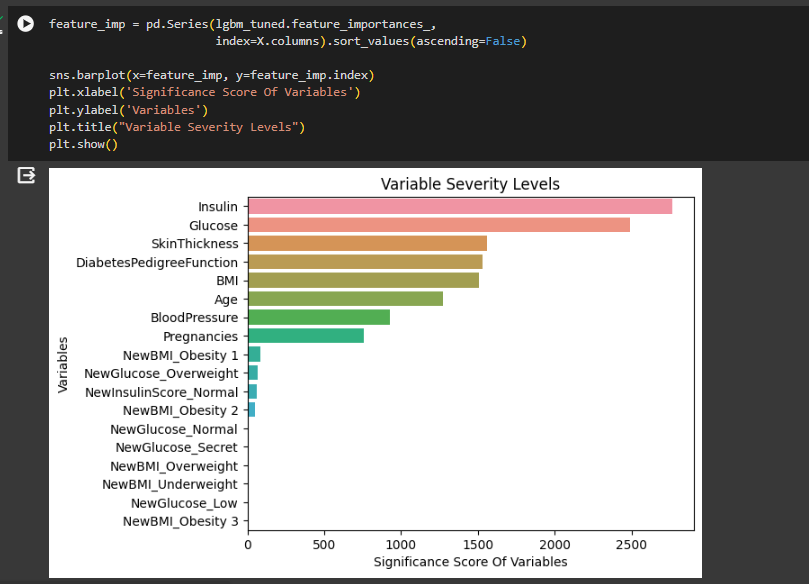 feature_imp = pd.Series(lgbm_tuned.feature_importances_,
index=X.columns).sort_values(ascending=False)
sns.barplot(x=feature_imp, y=feature_imp.index)
plt.xlabel('Significance Score Of Variables')
plt.ylabel('Variables')
plt.title("Variable Severity Levels")
plt.show()
Variable Severity Levels
Insulin
Glucose
SkinThickness
DiabetesPedigreeFunction
BMI
Age
BloodPressure
Pregnancies
NewBMI_Obesity 1
NewGlucose_Overweight
NewInsulinScore_Normal
NewBMI_Obesity 2
NewGlucose_Normal
NewGlucose_Secret
NewBMI_Overweight
NewBMI_Underweight
NewGlucose_Low
NewBMI_Obesity 3
Variables
0 500 1000 1500 2000 2500
Significance Score Of Variables